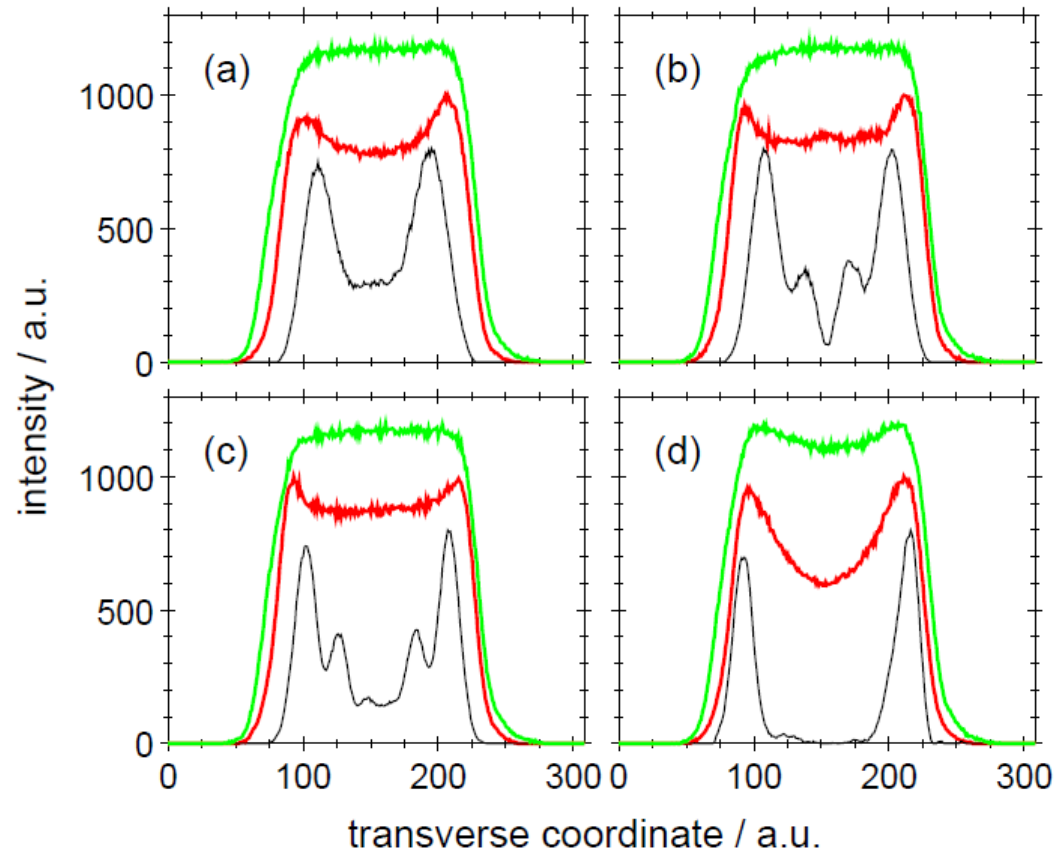 (a)
(b)
1000
500
0
(c)
(d)
1000
500
0
0 100 200 300 0 100 200 300
intensity / a.u.
transverse coordinate / a.u.